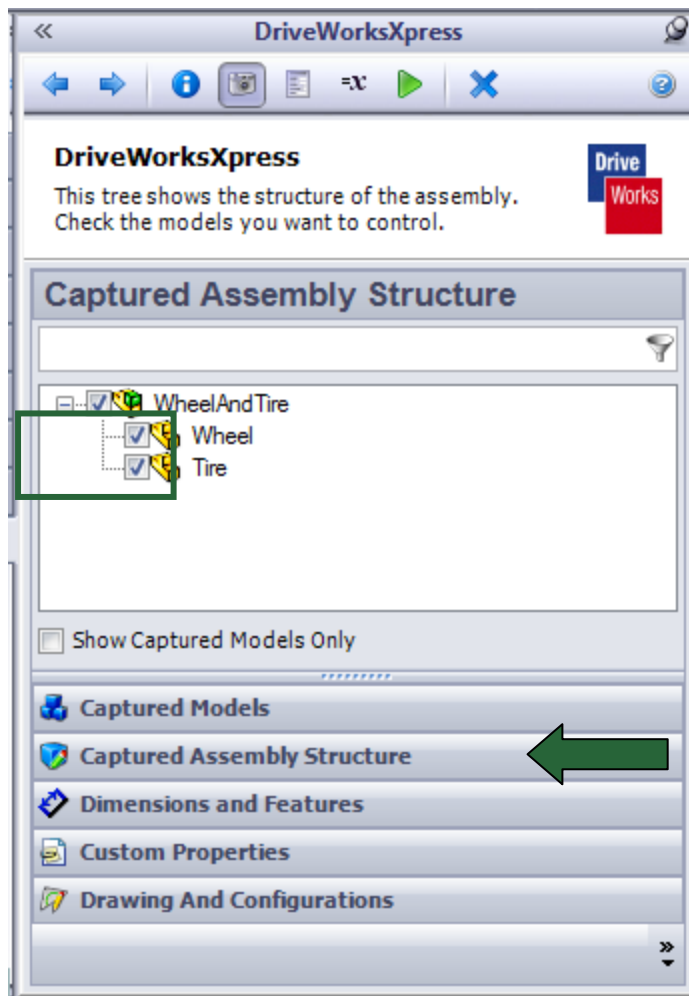 DriveWorksXpress
=x
DriveWorksXpress
This tree shows the structure of the assembly.
Check the models you want to control.
Drive
Works
Captured Assembly Structure
WheelAndTire
Wheel
Tire
Show Captured Models Only
Captured Models
Captured Assembly Structure
Dimensions and Features
Custom Properties
Drawing And Configurations